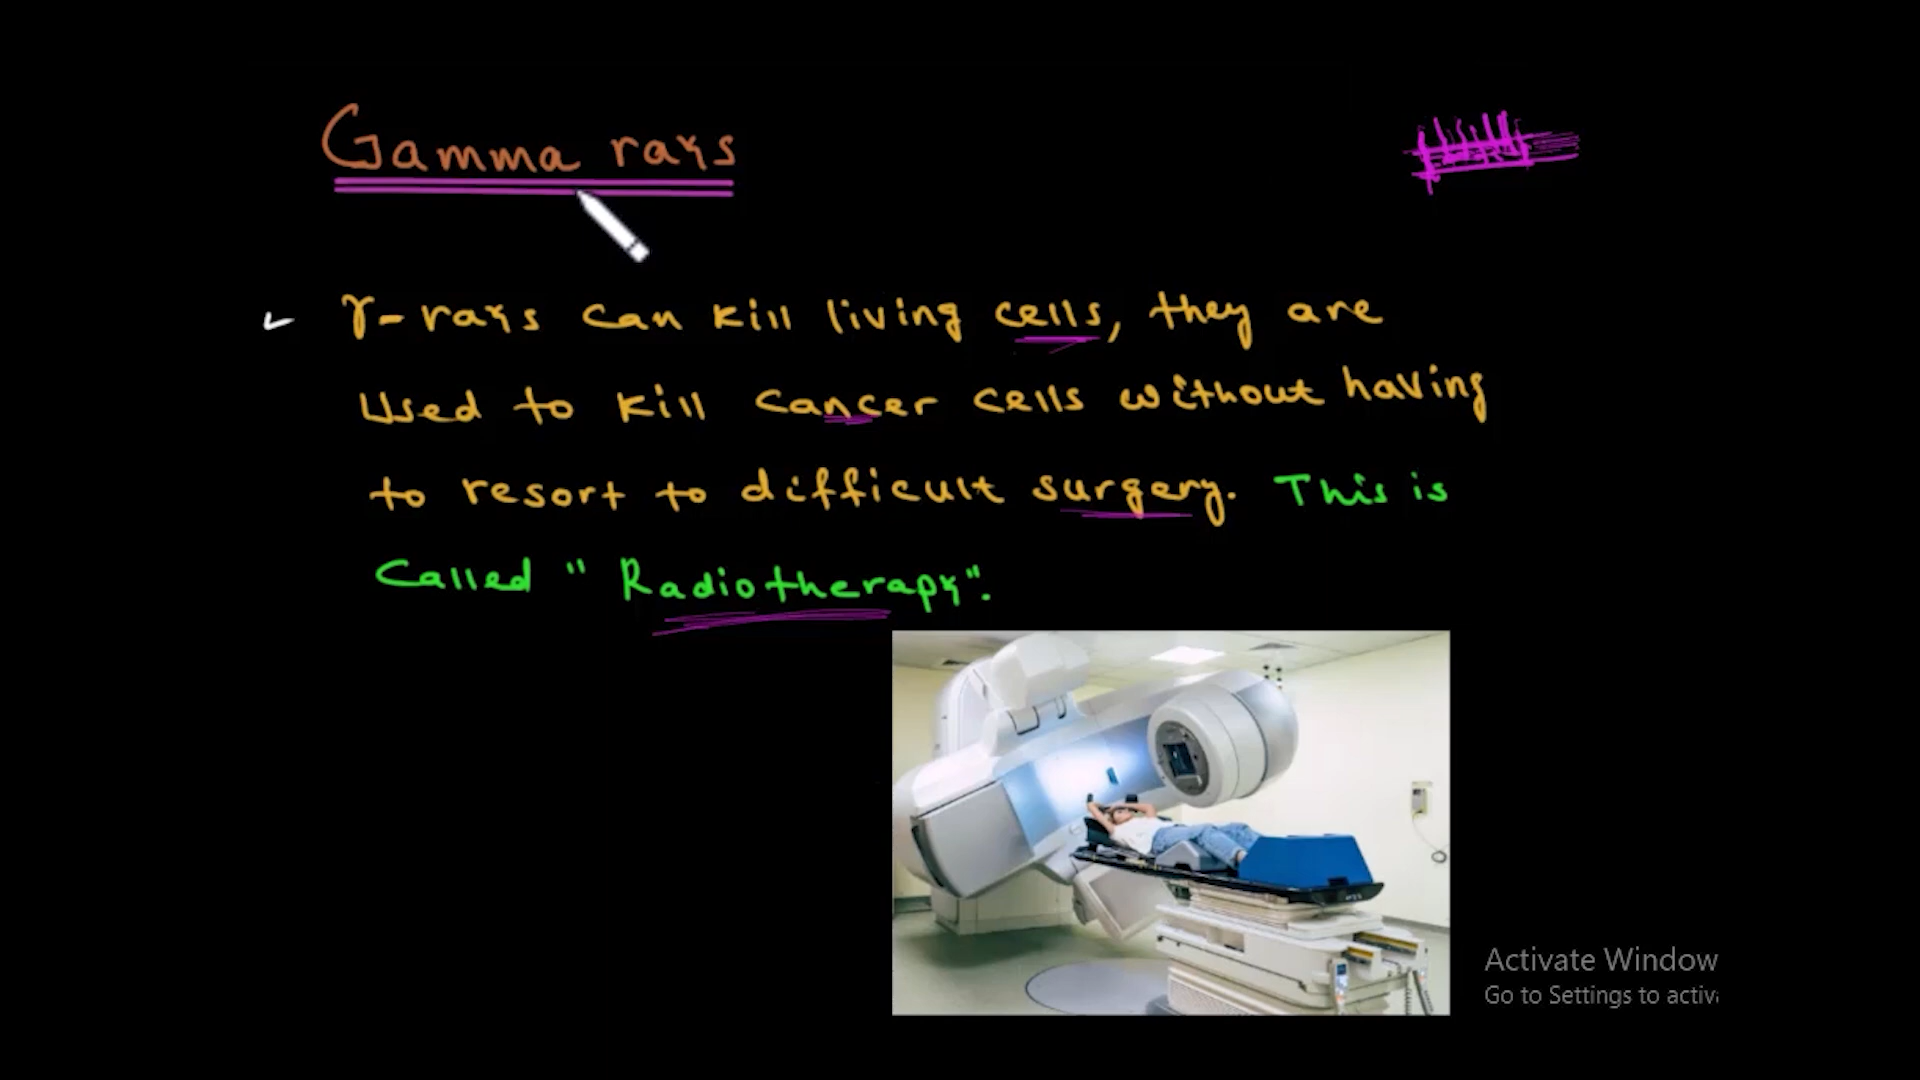 Gamma rays
γ-rays can kill living cells, they are
used to kill cancer cells without having
to resort to difficult surgery. This is
called "Radiotherapy".
Activate Window
Go to Settings to activ